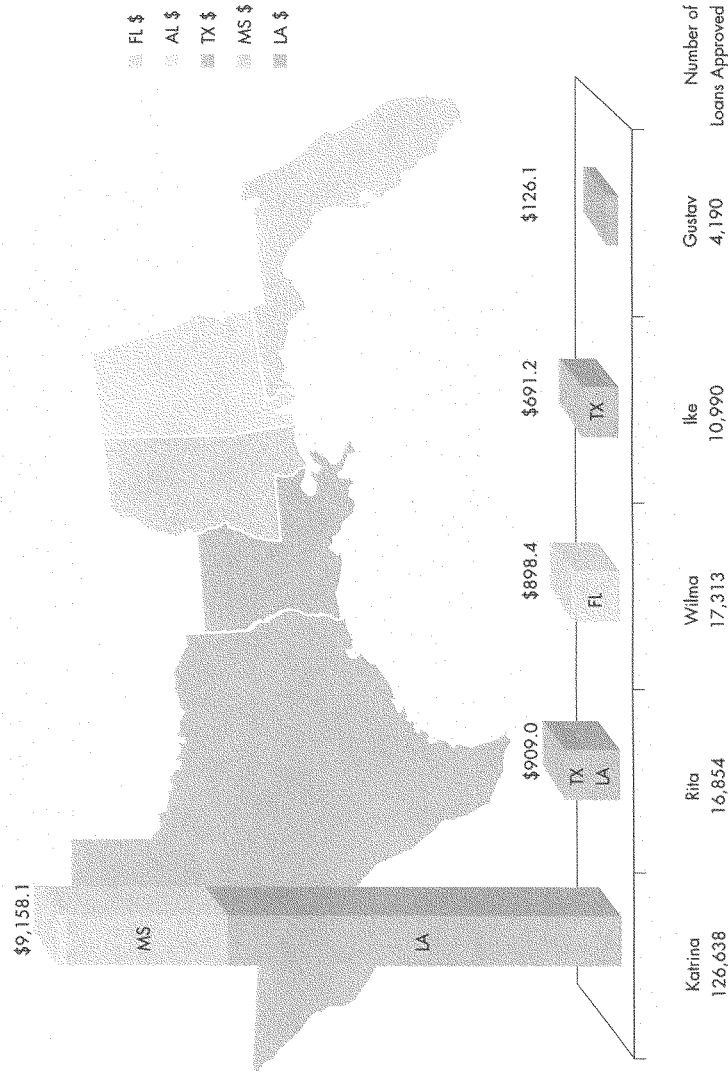 FL $
AL $
TX $
MS $
LA $
$9,158.1
MS
LA
$909.0
TX
LA
$898.4
FL
$691.2
TX
$126.1
Katrina
126,638
Rita
16,854
Wilma
17,313
Ike
10,990
Gustav
4,190
Number of
Loans Approved